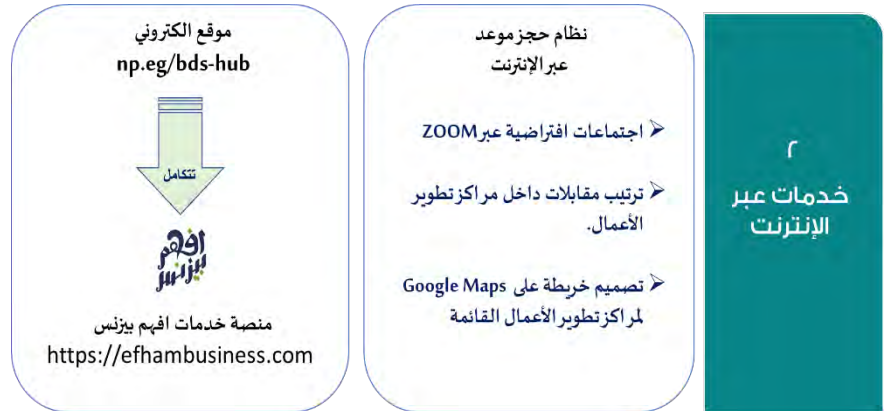 ٢
خدمات عبر
الإنترنت
نظام حجز موعد
عبر الإنترنت
➢ اجتماعات افتراضية عبر ZOOM
➢ ترتيب مقابلات داخل مراكز تطوير
الأعمال.
➢ تصميم خريطة على Google Maps
لمراكز تطوير الأعمال القائمة
موقع الكتروني
np.eg/bds-hub
تتكامل
افهم
بيزنس
منصة خدمات افهم بيزنس
https://efhambusiness.com